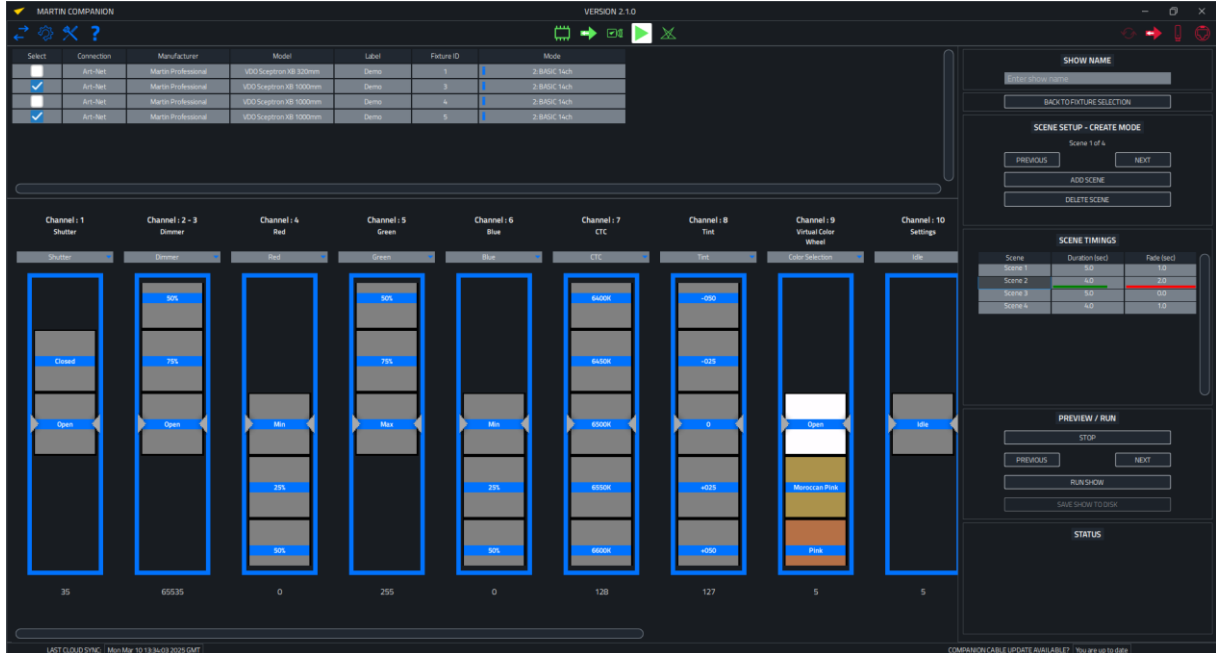 MARTIN COMPANION
VERSION 2.1.0
Select Connection Manufacturer Model Label Fixture ID Mode
Art-Net Martin Professional VDO Sceptron XB 320mm Demo 1 2: BASIC 14ch
Art-Net Martin Professional VDO Sceptron XB 1000mm Demo 3 2: BASIC 14ch
Art-Net Martin Professional VDO Sceptron XB 1000mm Demo 4 2: BASIC 14ch
Art-Net Martin Professional VDO Sceptron XB 1000mm Demo 5 2: BASIC 14ch
SHOW NAME
Enter show name
BACK TO FIXTURE SELECTION
SCENE SETUP - CREATE MODE
Scene 1 of 4
PREVIOUS NEXT
ADD SCENE
DELETE SCENE
Channel : 1 Channel : 2 - 3 Channel : 4 Channel : 5 Channel : 6 Channel : 7 Channel : 8 Channel : 9 Channel : 10
Shutter Dimmer Red Green Blue CTC Tint Virtual Color Settings
Wheel
Shutter Dimmer Red Green Blue CTC Tint Color Selection Idle
50% 50% 6400K -050
Closed 75% 75% 6450K -025
Open Open Min Max Min 6500K 0 Open Idle
25% 25% 6550K +025 Moroccan Pink
50% 50% 6600K +050 Pink
35 65535 0 255 0 128 127 5 5
SCENE TIMINGS
Scene Duration (sec) Fade (sec)
Scene 1 5.0 1.0
Scene 2 4.0 2.0
Scene 3 5.0 0.0
Scene 4 4.0 1.0
PREVIEW / RUN
STOP
PREVIOUS NEXT
RUN SHOW
SAVE SHOW TO DISK
STATUS
LAST CLOUD SYNC: Mon Mar 10 13:34:03 2025 GMT
COMPANION CABLE UPDATE AVAILABLE? You are up to date